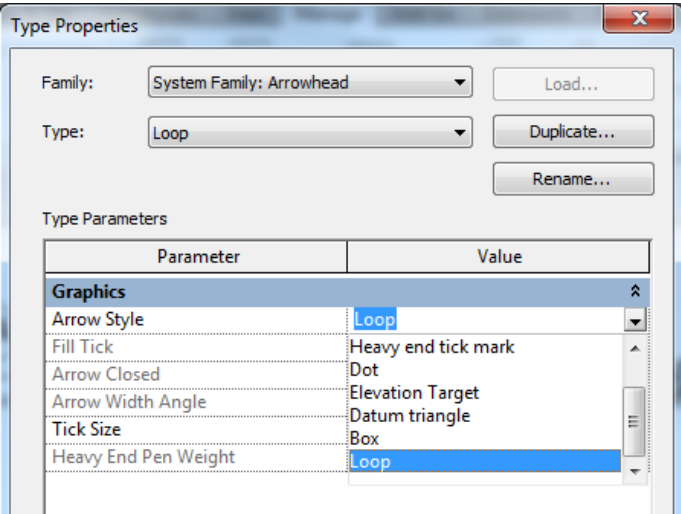 Type Properties
Family: System Family: Arrowhead Load...
Type: Loop Duplicate...
Rename...
Type Parameters
Parameter Value
Graphics
Arrow Style Loop
Fill Tick Heavy end tick mark
Arrow Closed Dot
Arrow Width Angle Elevation Target
Tick Size Datum triangle
Box
Heavy End Pen Weight Loop